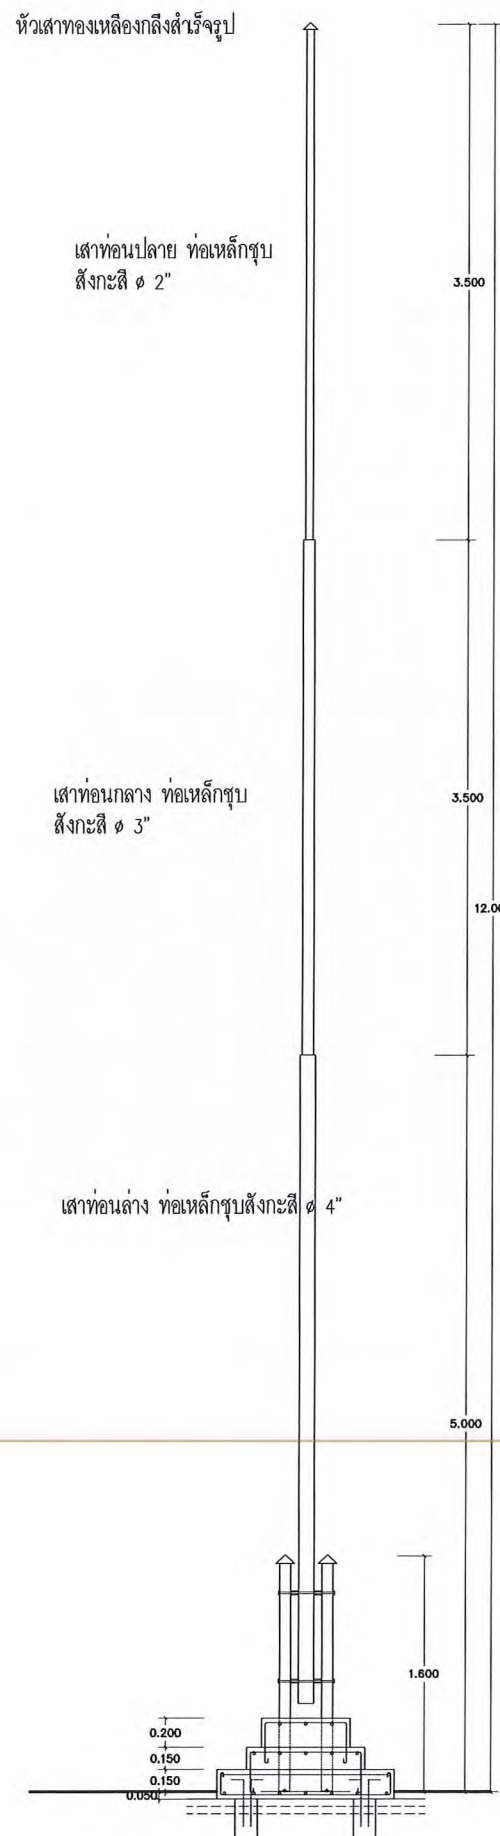 หัวเสาทองเหลืองกลึงสำเร็จรูป
เสาท่อนปลาย ท่อเหล็กชุบ
สังกะสี ø 2"
3.500
เสาท่อนกลาง ท่อเหล็กชุบ
สังกะสี ø 3"
3.500
เสาท่อนล่าง ท่อเหล็กชุบสังกะสี ø 4"
5.000
1.600
0.200
0.150
0.150
0.050